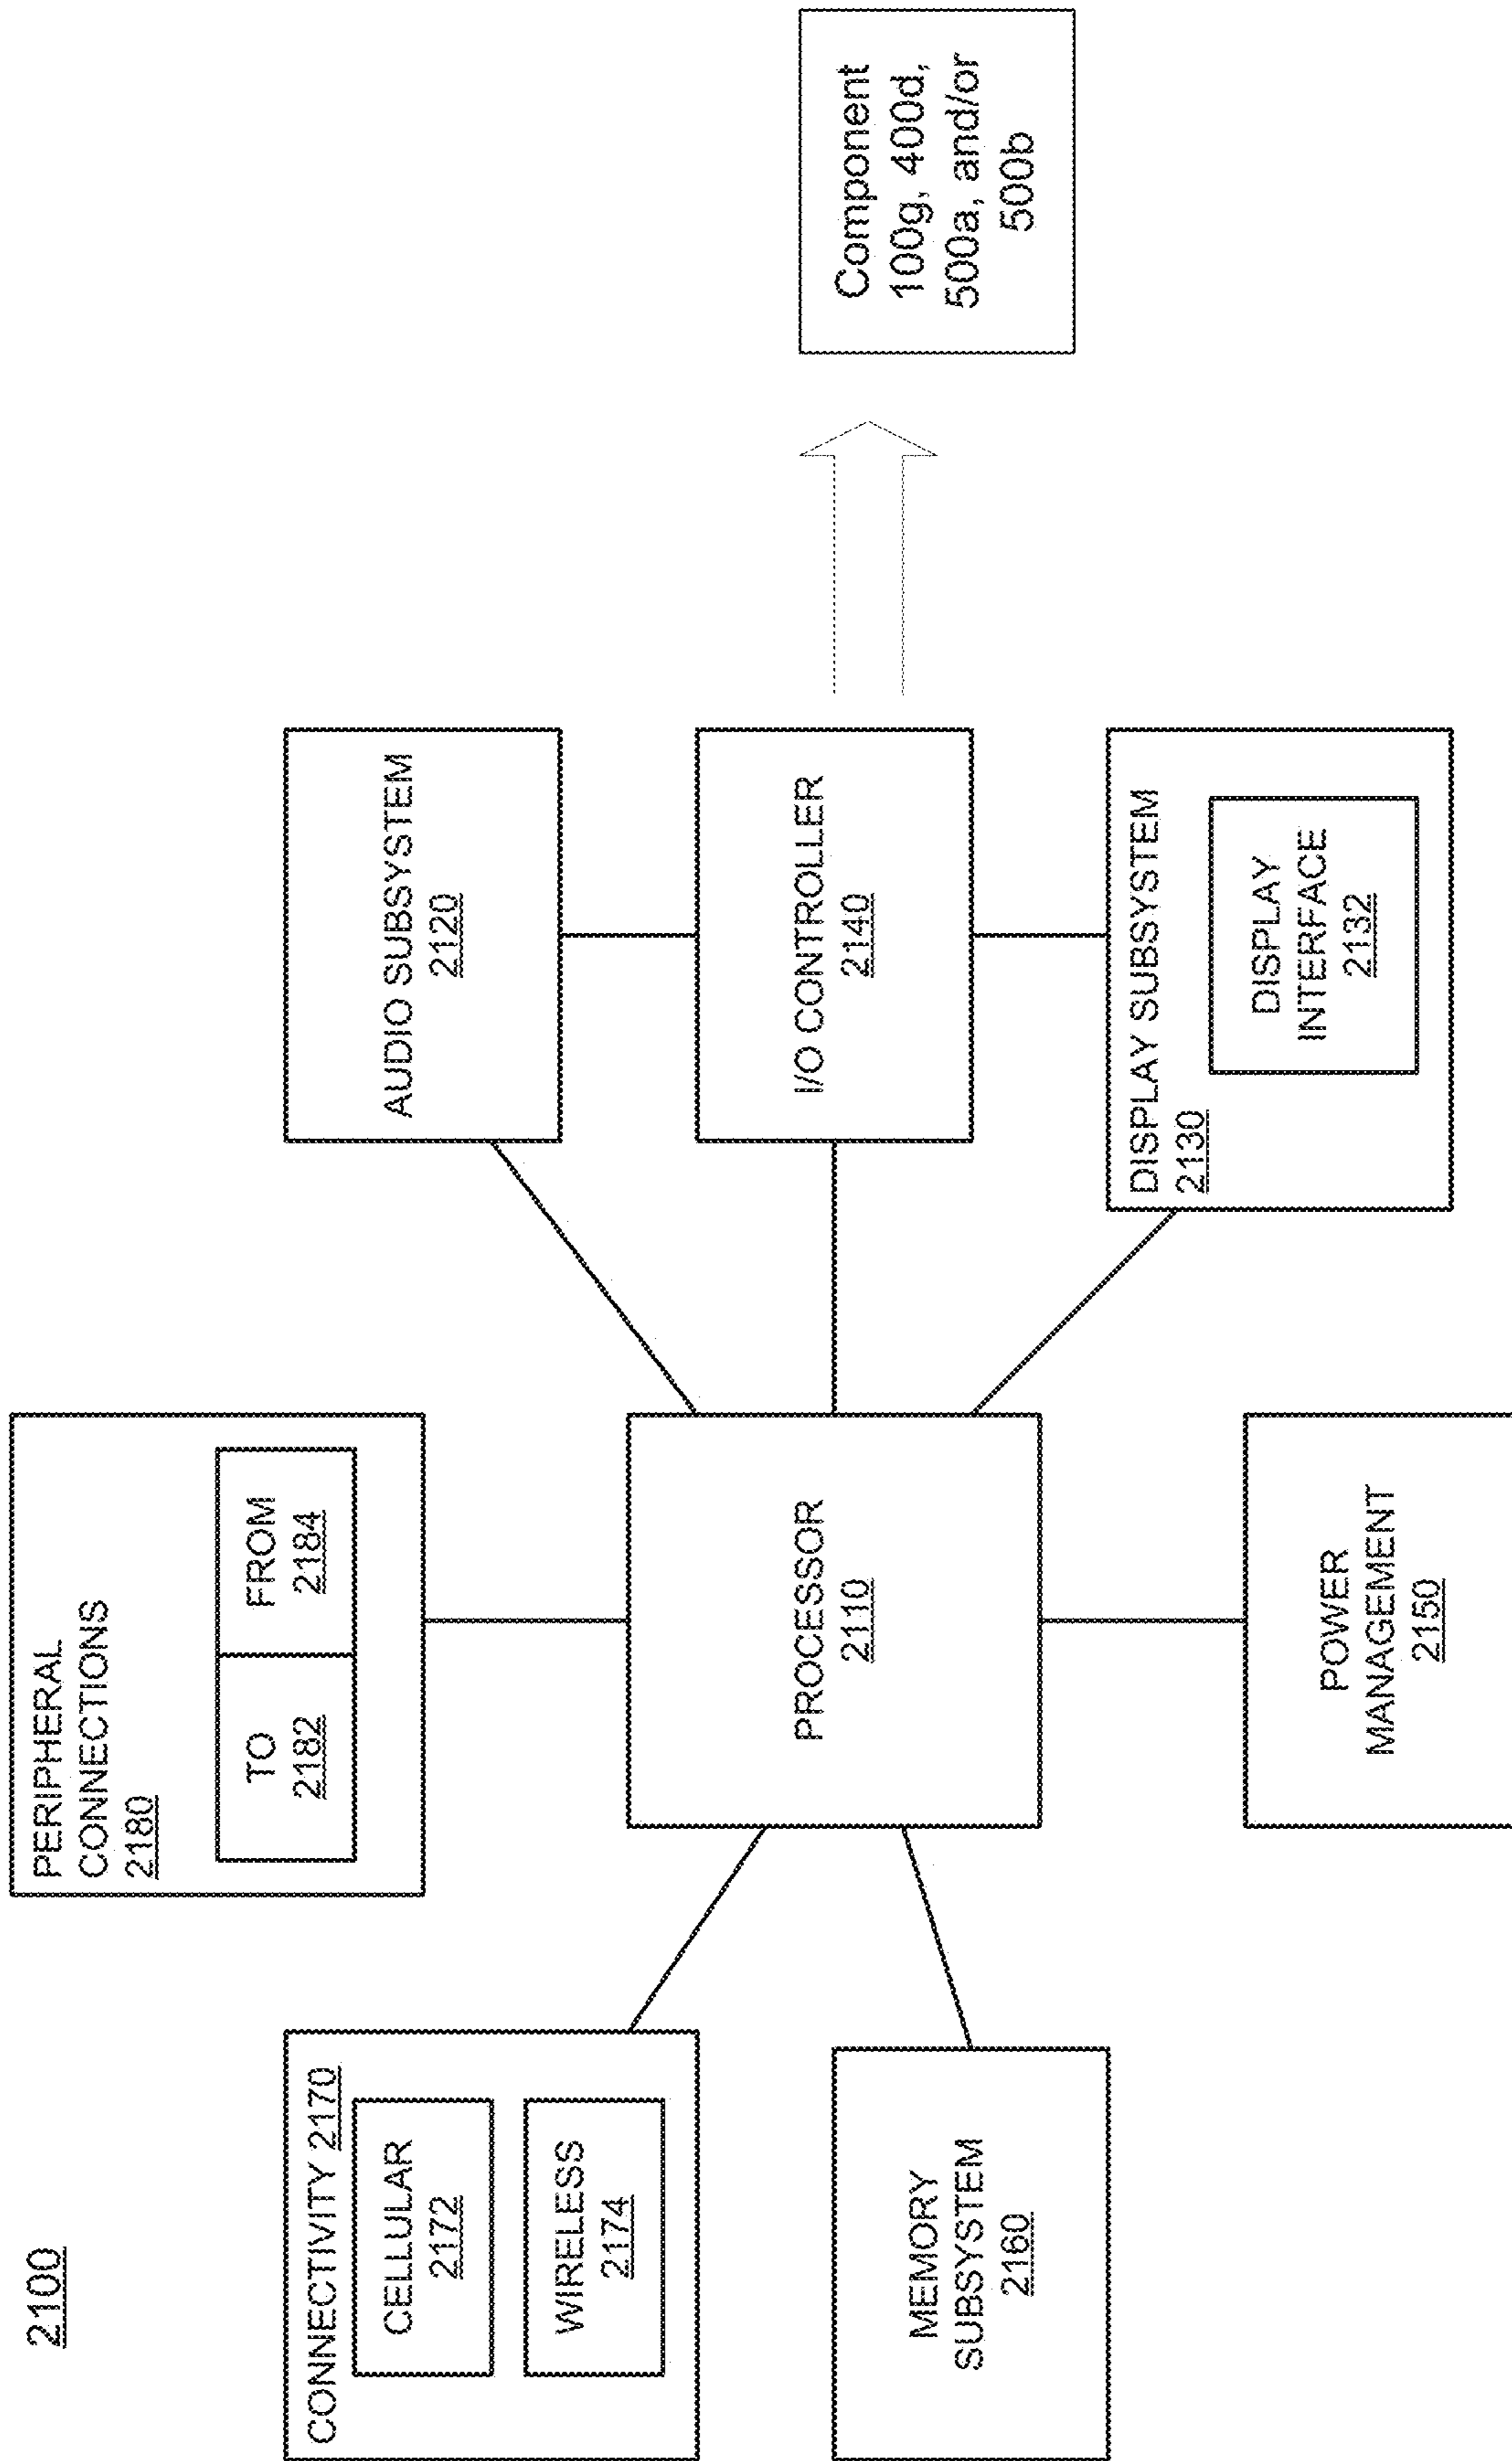 2100
PERIPHERAL
CONNECTIONS
2180
TO
2182
FROM
2184
CONNECTIVITY 2170
CELLULAR
2172
WIRELESS
2174
AUDIO SUBSYSTEM
2120
PROCESSOR
2110
I/O CONTROLLER
2140
Component
100g, 400d,
500a, and/or
500b
MEMORY
SUBSYSTEM
2160
DISPLAY SUBSYSTEM
2130
DISPLAY
INTERFACE
2132
POWER
MANAGEMENT
2150